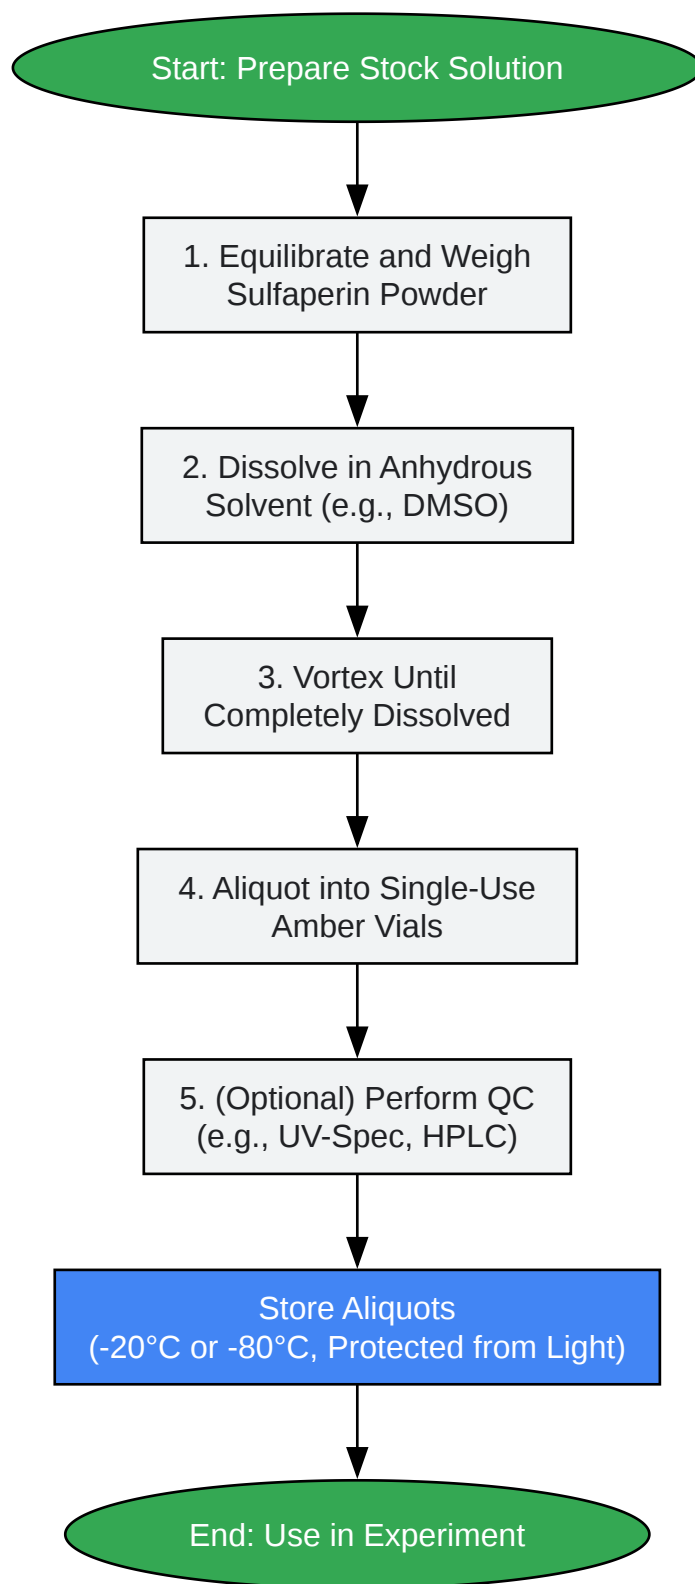 Start: Prepare Stock Solution
1. Equilibrate and Weigh
Sulfaperin Powder
2. Dissolve in Anhydrous
Solvent (e.g., DMSO)
3. Vortex Until
Completely Dissolved
4. Aliquot into Single-Use
Amber Vials
5. (Optional) Perform QC
(e.g., UV-Spec, HPLC)
Store Aliquots
(-20°C or -80°C, Protected from Light)
End: Use in Experiment